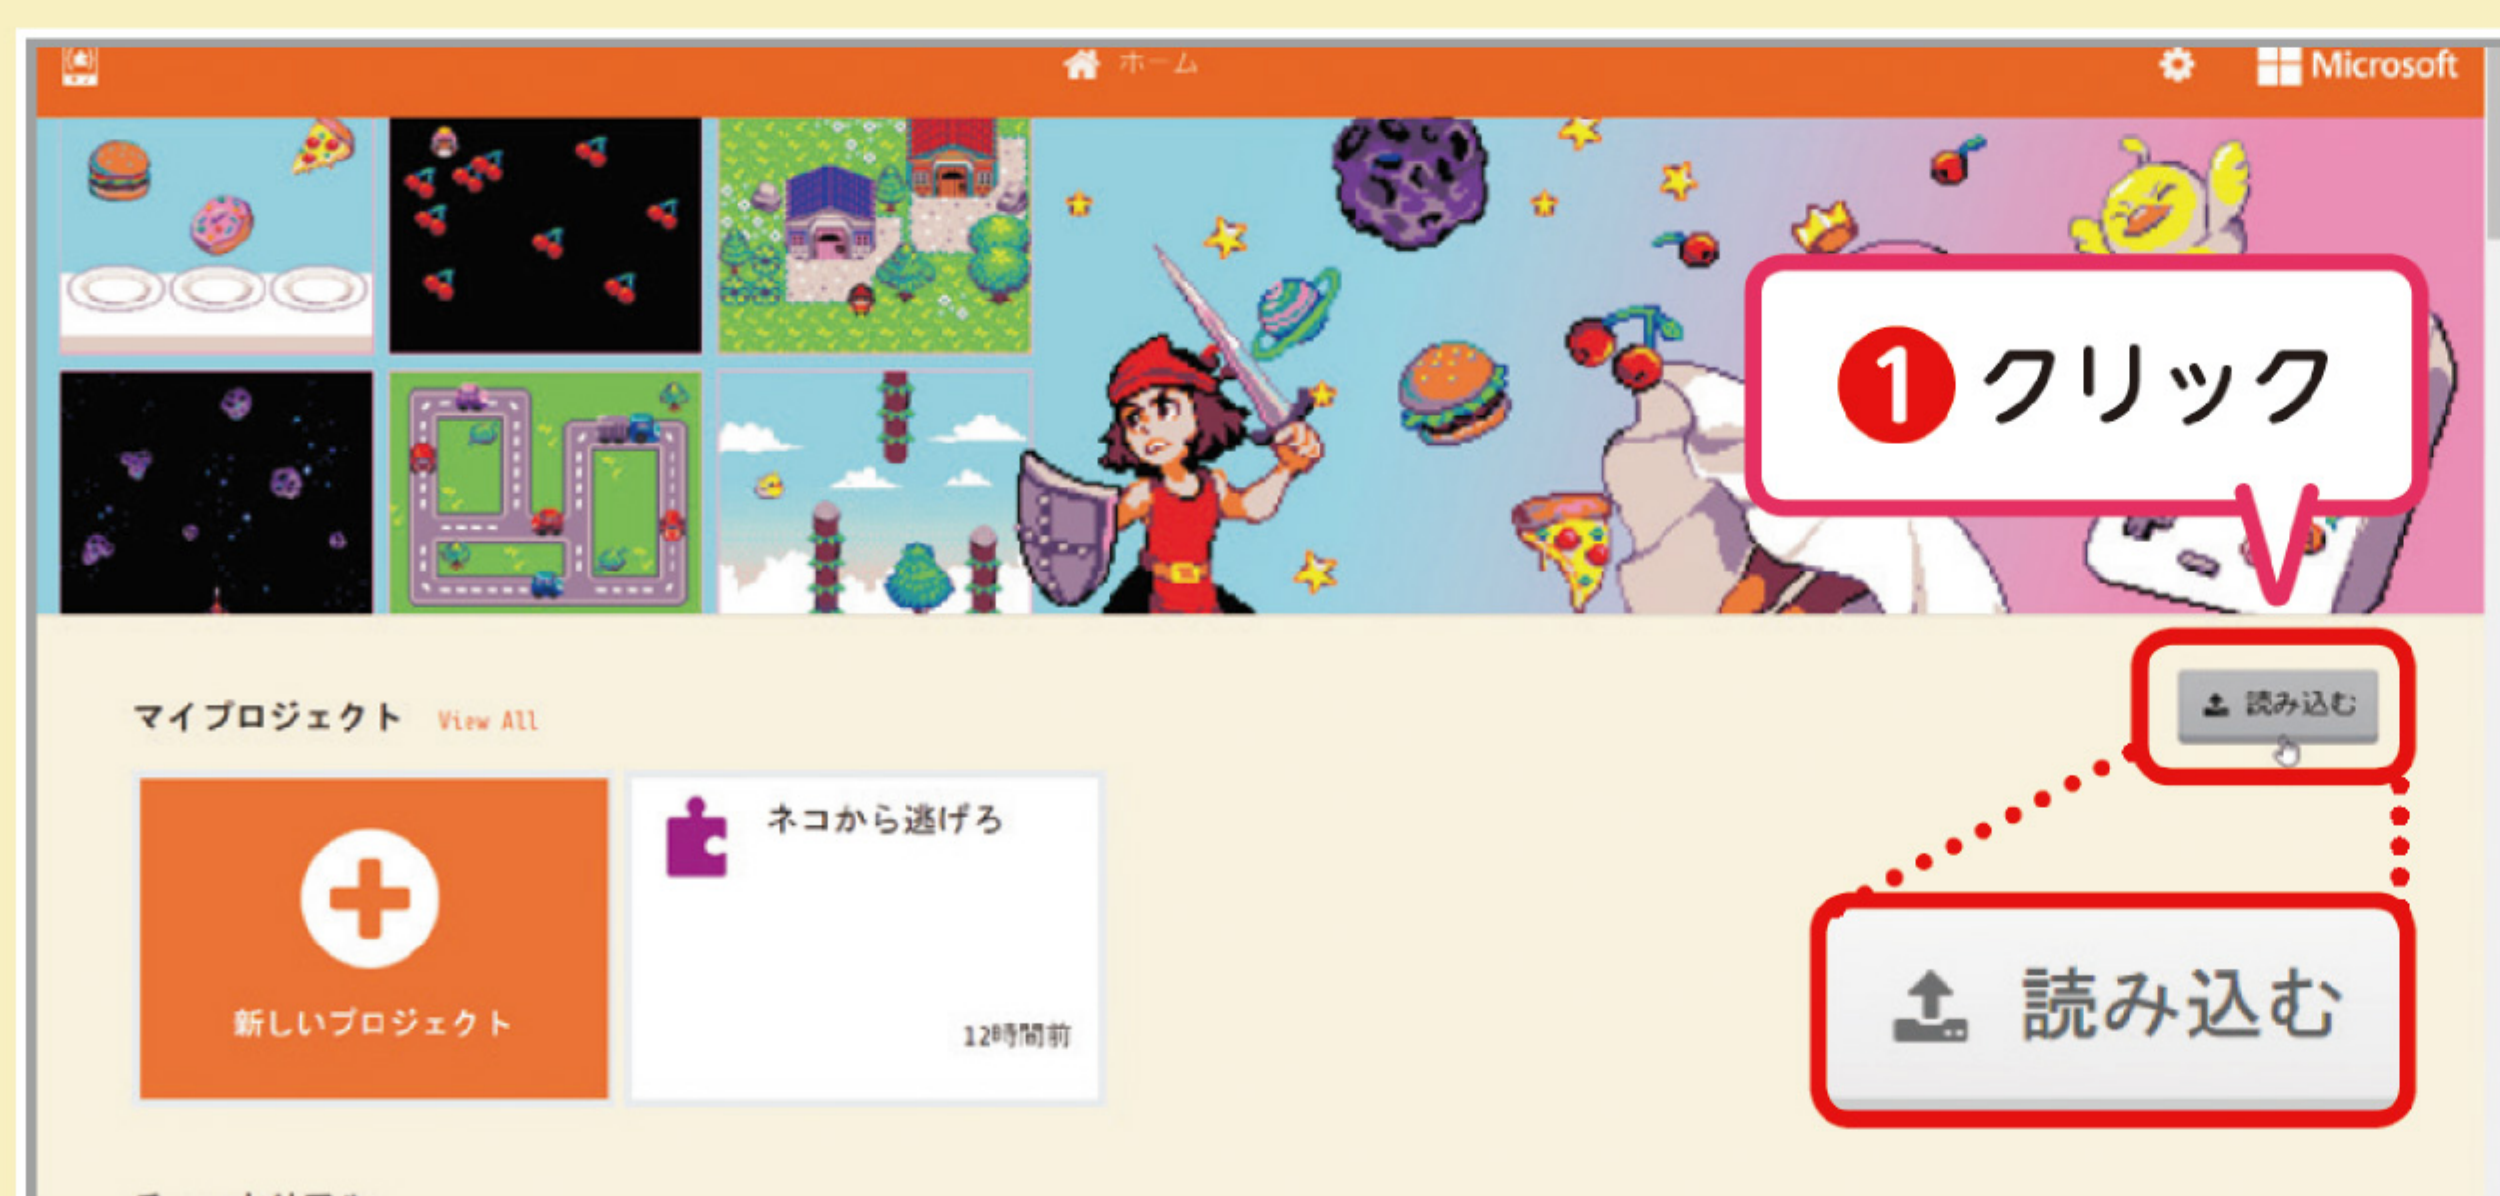 ホーム
Microsoft
❶クリック
マイプロジェクト View All
読み込む
ネコから逃げろ
新しいプロジェクト
12時間前
読み込む